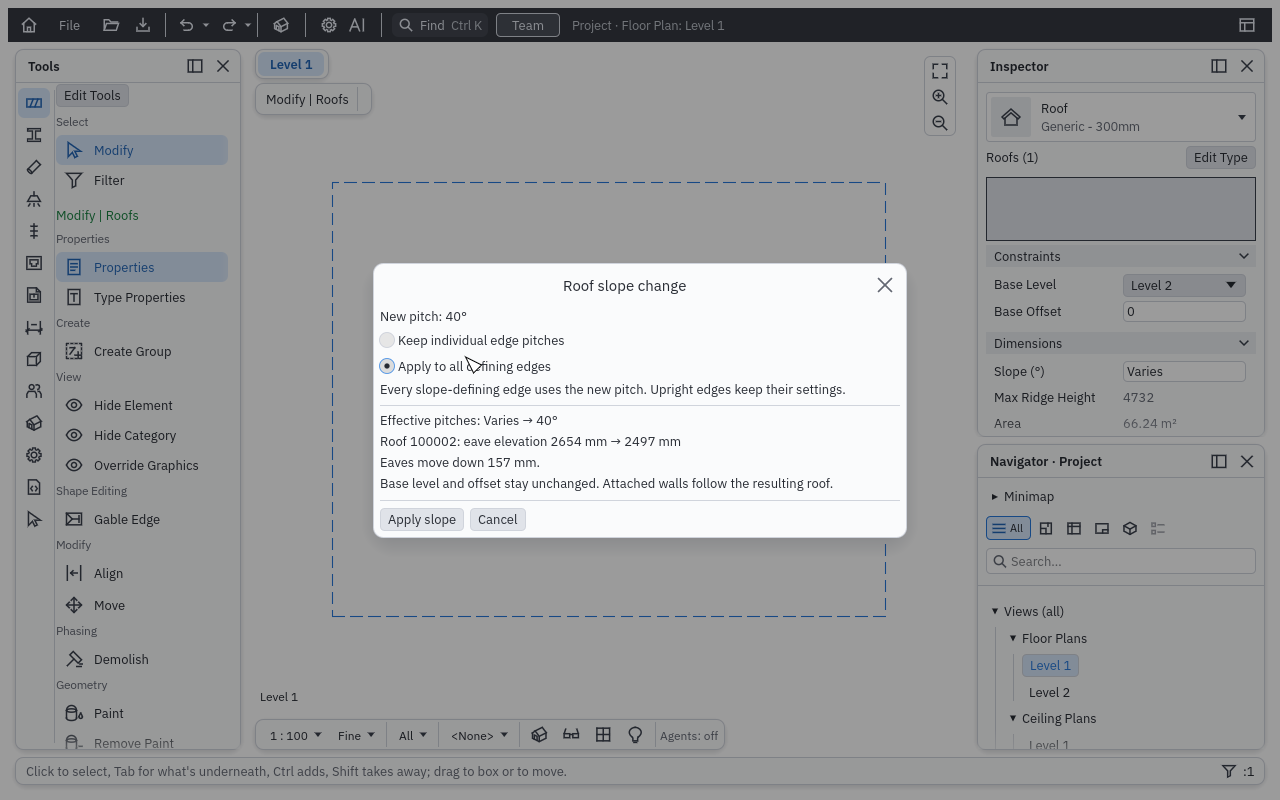 File
Find Ctrl K
Team
Project · Floor Plan: Level 1
Tools
Edit Tools
Select
Modify
Filter
Modify | Roofs
Properties
Properties
Type Properties
Create
Create Group
View
Hide Element
Hide Category
Override Graphics
Shape Editing
Gable Edge
Modify
Align
Move
Phasing
Demolish
Geometry
Paint
Remove Paint
Level 1
Modify | Roofs
Roof slope change
New pitch: 40°
Keep individual edge pitches
Apply to all defining edges
Every slope-defining edge uses the new pitch. Upright edges keep their settings.
Effective pitches: Varies → 40°
Roof 100002: eave elevation 2654 mm → 2497 mm
Eaves move down 157 mm.
Base level and offset stay unchanged. Attached walls follow the resulting roof.
Apply slope
Cancel
Level 1
1 : 100
Fine
All
<None>
Agents: off
Inspector
Roof
Generic - 300mm
Roofs (1)
Edit Type
Constraints
Base Level
Level 2
Base Offset
0
Dimensions
Slope (°)
Varies
Max Ridge Height
4732
Area
66.24 m²
Navigator · Project
Minimap
All
Search...
Views (all)
Floor Plans
Level 1
Level 2
Ceiling Plans
Level 1
Click to select, Tab for what's underneath, Ctrl adds, Shift takes away; drag to box or to move.
:1